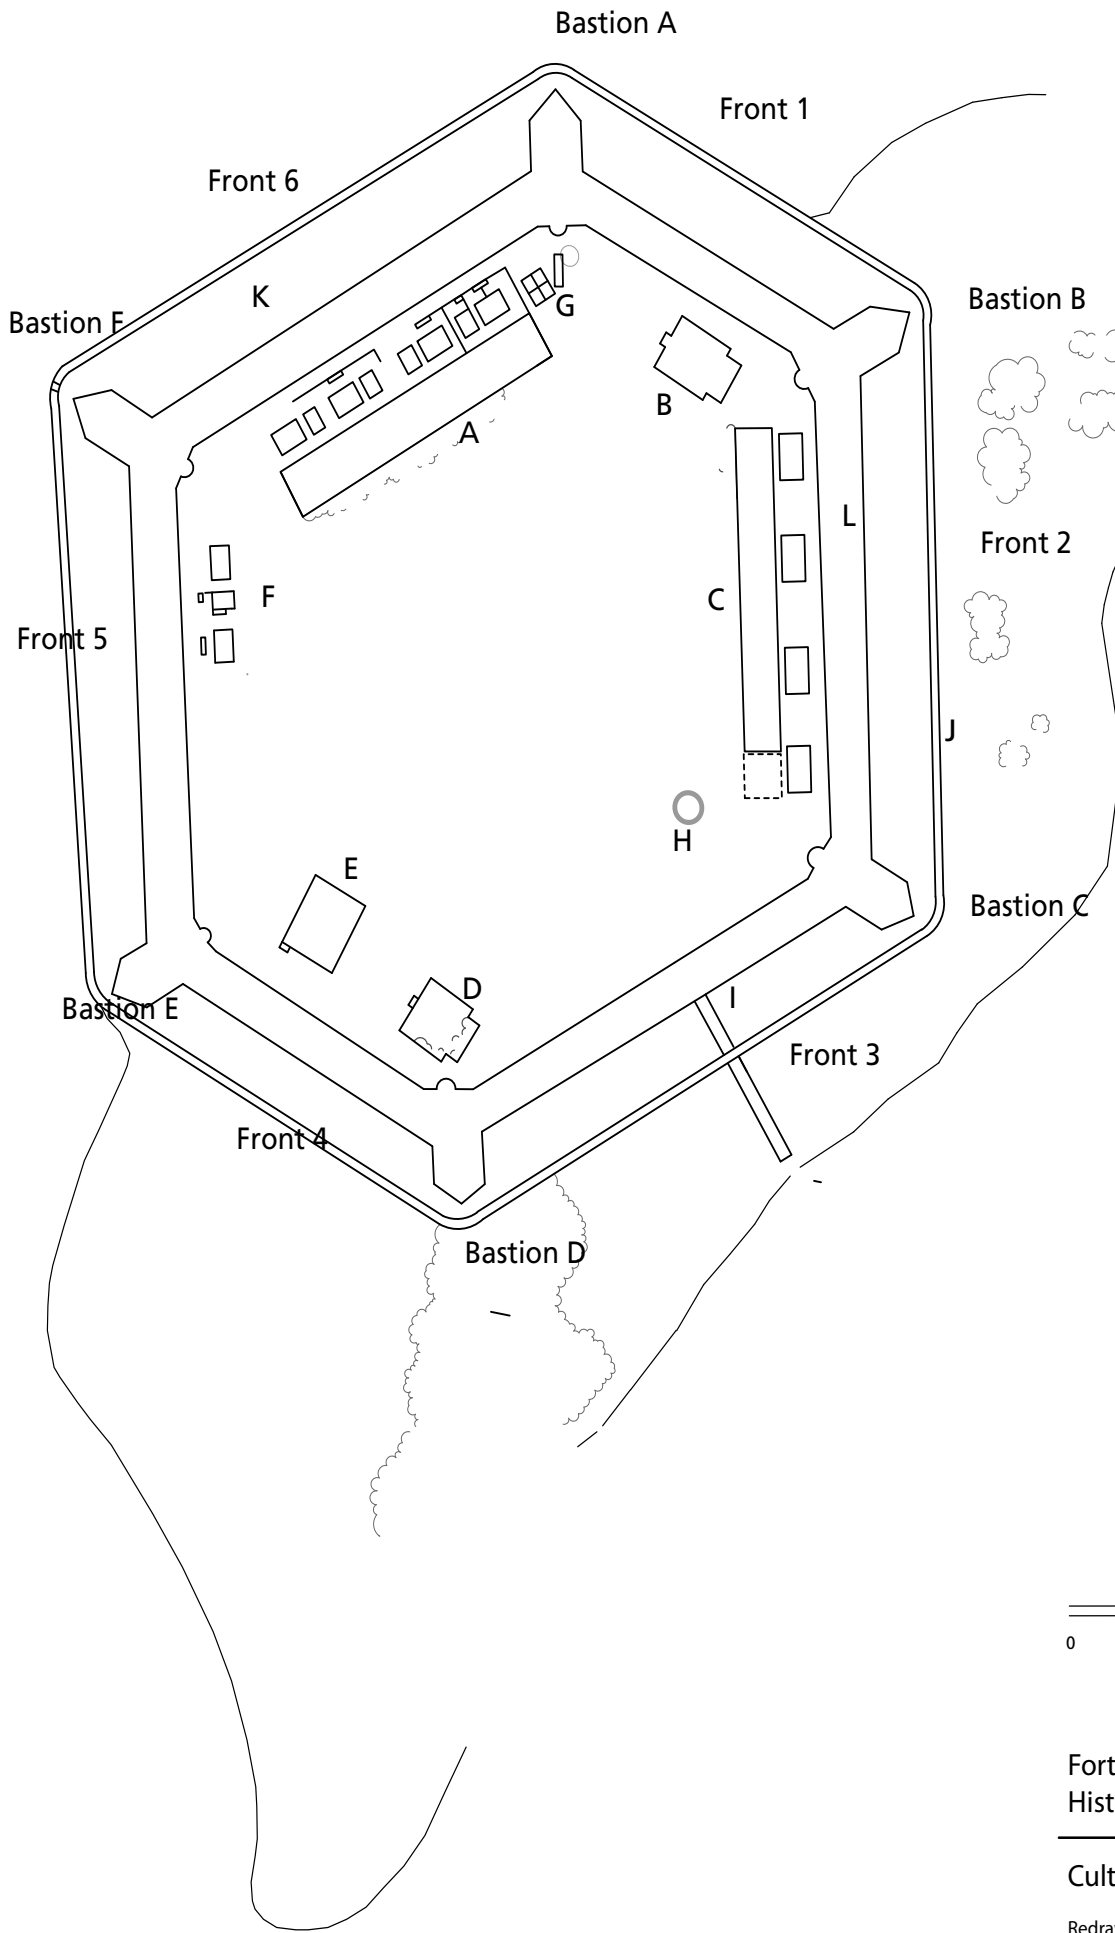 Bastion A
Front 1
Front 6
K
Bastion B
G
Bastion F
B
A
L
Front 2
C
F
Front 5
J
H
E
Bastion C
D
I
Bastion E
Front 3
Front 4
Bastion D
0
Fort
Hist
Cult
Redra